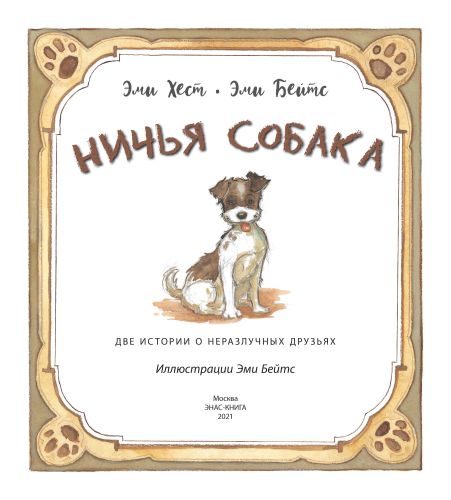 Эми Хест • Эми Бейтс
НИЧЬЯ СОБАКА
ДВЕ ИСТОРИИ О НЕРАЗЛУЧНЫХ ДРУЗЬЯХ
Иллюстрации Эми Бейтс
Москва
ЭНАС-КНИГА
2021